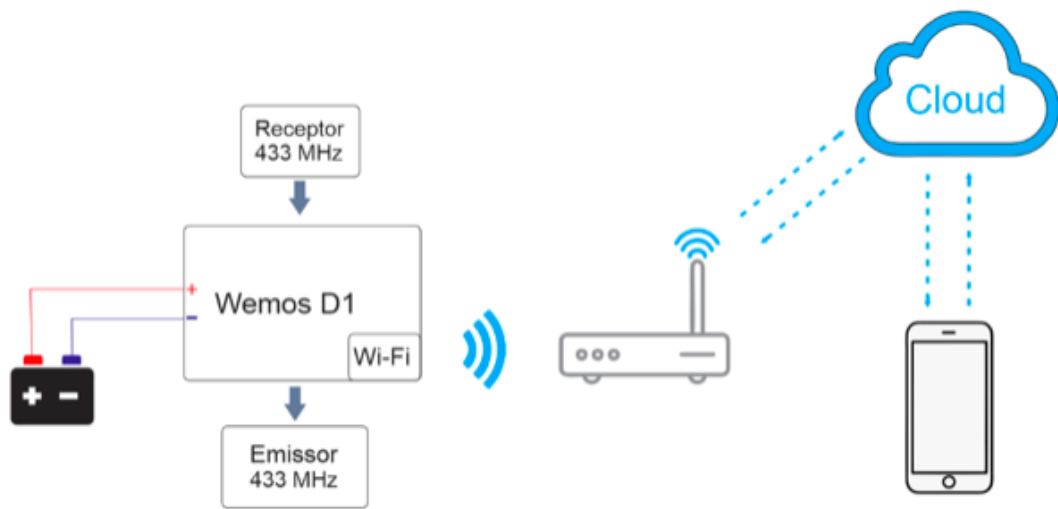 Cloud
Receptor
433 MHz
+
-
Wemos D1
Wi-Fi
+ -
Emissor
433 MHz